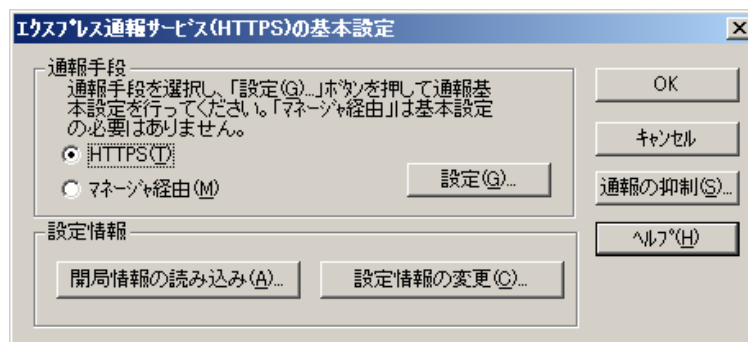 ｴｸｽﾌﾟﾚｽ通報ｻｰﾋﾞｽ(HTTPS)の基本設定
通報手段
通報手段を選択し、「設定(G)...」ﾎﾞﾀﾝを押して通報基
本設定を行ってください。「ﾏﾈｰｼﾞｬ経由」は基本設定
の必要はありません。
HTTPS(T)
ﾏﾈｰｼﾞｬ経由(M)
設定(G)...
設定情報
開局情報の読み込み(A)...
設定情報の変更(C)...
OK
ｷｬﾝｾﾙ
通報の抑制(S)...
ﾍﾙﾌﾟ(H)